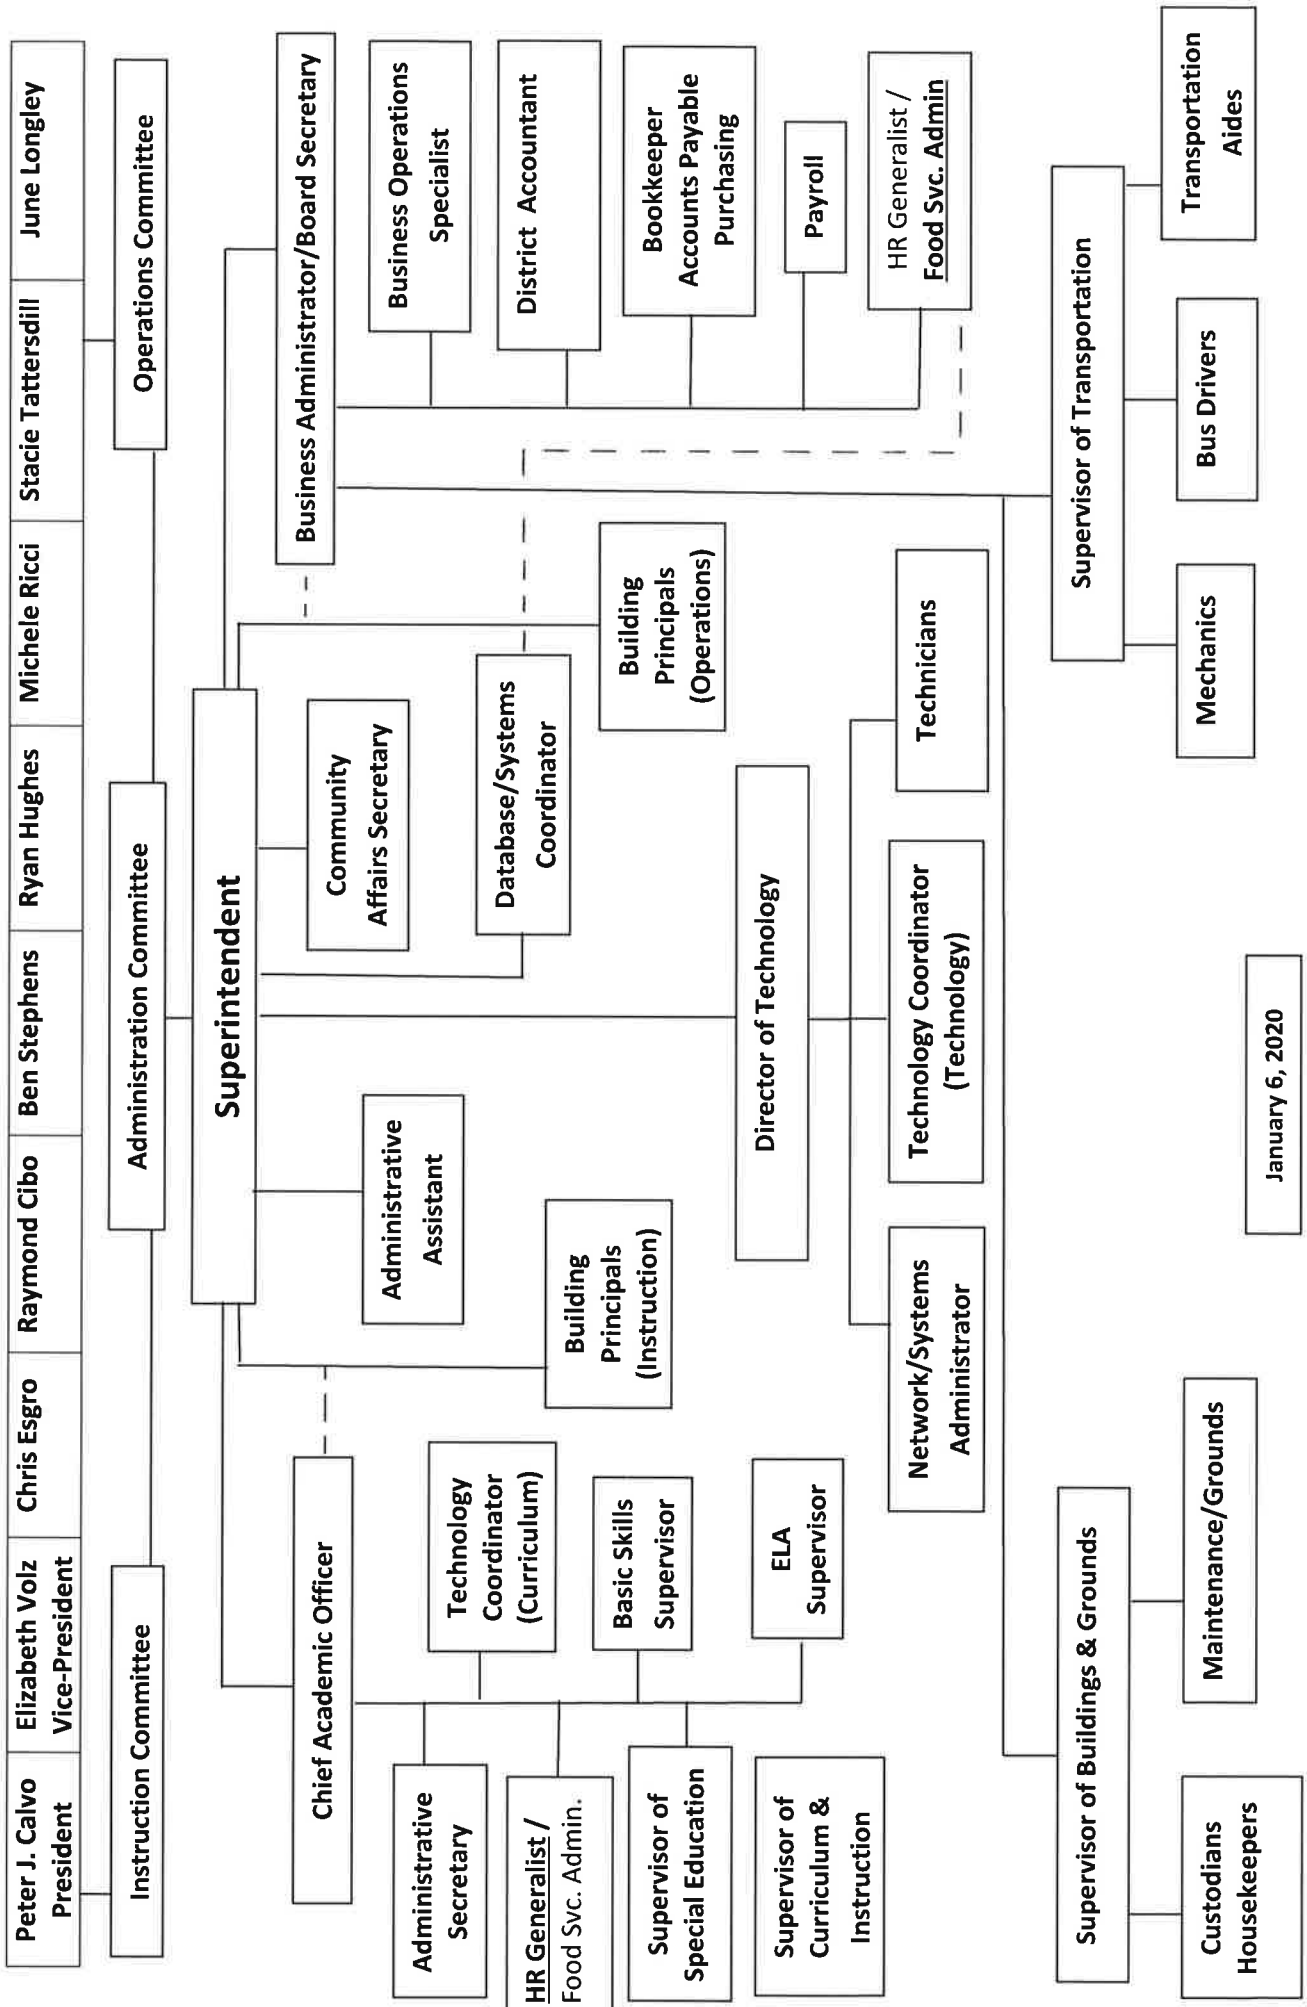 Peter J. Calvo
President
Elizabeth Volz
Vice-President
Chris Esgro
Raymond Cibo
Ben Stephens
Ryan Hughes
Michele Ricci
Stacie Tattersdill
June Longley
Instruction Committee
Administration Committee
Operations Committee
Superintendent
Chief Academic Officer
Business Administrator/Board Secretary
Administrative
Assistant
Community
Affairs Secretary
Administrative
Secretary
Technology
Coordinator
(Curriculum)
HR Generalist /
Food Svc. Admin.
Basic Skills
Supervisor
Supervisor of
Special Education
ELA
Supervisor
Supervisor of
Curriculum &
Instruction
Building
Principals
(Instruction)
Database/Systems
Coordinator
Building
Principals
(Operations)
Business Operations
Specialist
District Accountant
Bookkeeper
Accounts Payable
Purchasing
Payroll
HR Generalist /
Food Svc. Admin
Director of Technology
Network/Systems
Administrator
Technology Coordinator
(Technology)
Technicians
Supervisor of Buildings & Grounds
Supervisor of Transportation
Custodians
Housekeepers
Maintenance/Grounds
Mechanics
Bus Drivers
Transportation
Aides
January 6, 2020